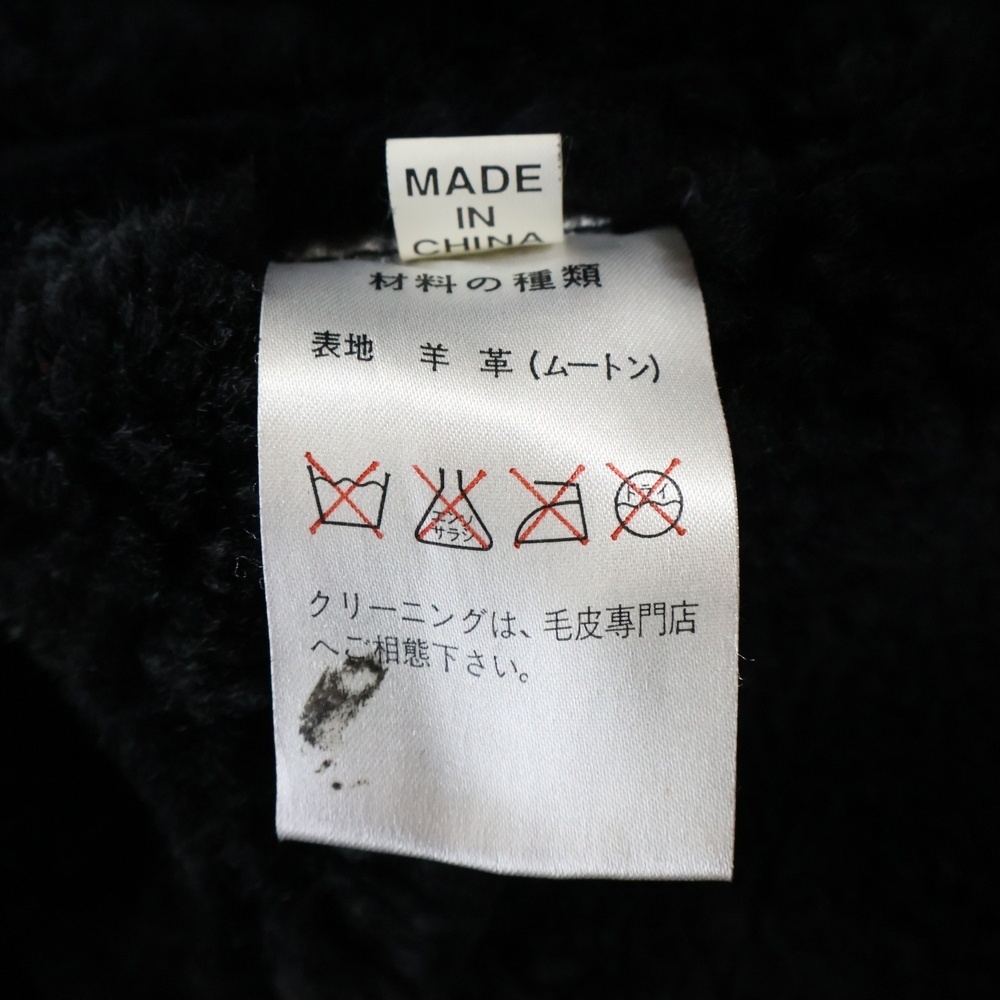 MADE
IN
CHINA
材料の種類
表地 羊革(ムートン)
エンソ
サラシ
ドライ
クリーニングは、毛皮専門店
へご相態下さい。